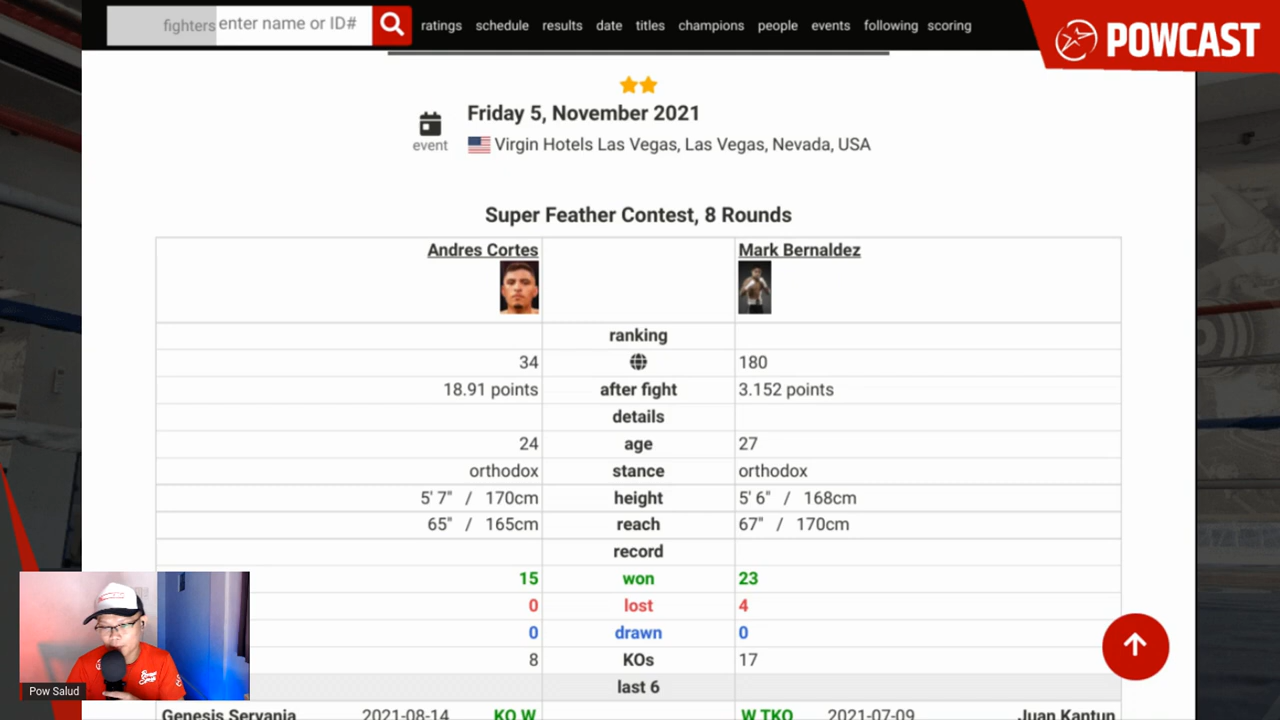 fighters enter name or ID# ratings schedule results date titles champions people events following scoring
POWCAST
Friday 5, November 2021
event
Virgin Hotels Las Vegas, Las Vegas, Nevada, USA
Super Feather Contest, 8 Rounds
Andres Cortes Mark Bernaldez
ranking
34 180
18.91 points after fight 3.152 points
details
24 age 27
orthodox stance orthodox
5' 7" / 170cm height 5' 6" / 168cm
65" / 165cm reach 67" / 170cm
record
15 won 23
0 lost 4
0 drawn 0
8 KOs 17
last 6
Genesis Servania 2021-08-14 KO W W TKO 2021-07-09 Juan Kantun
Pow Salud